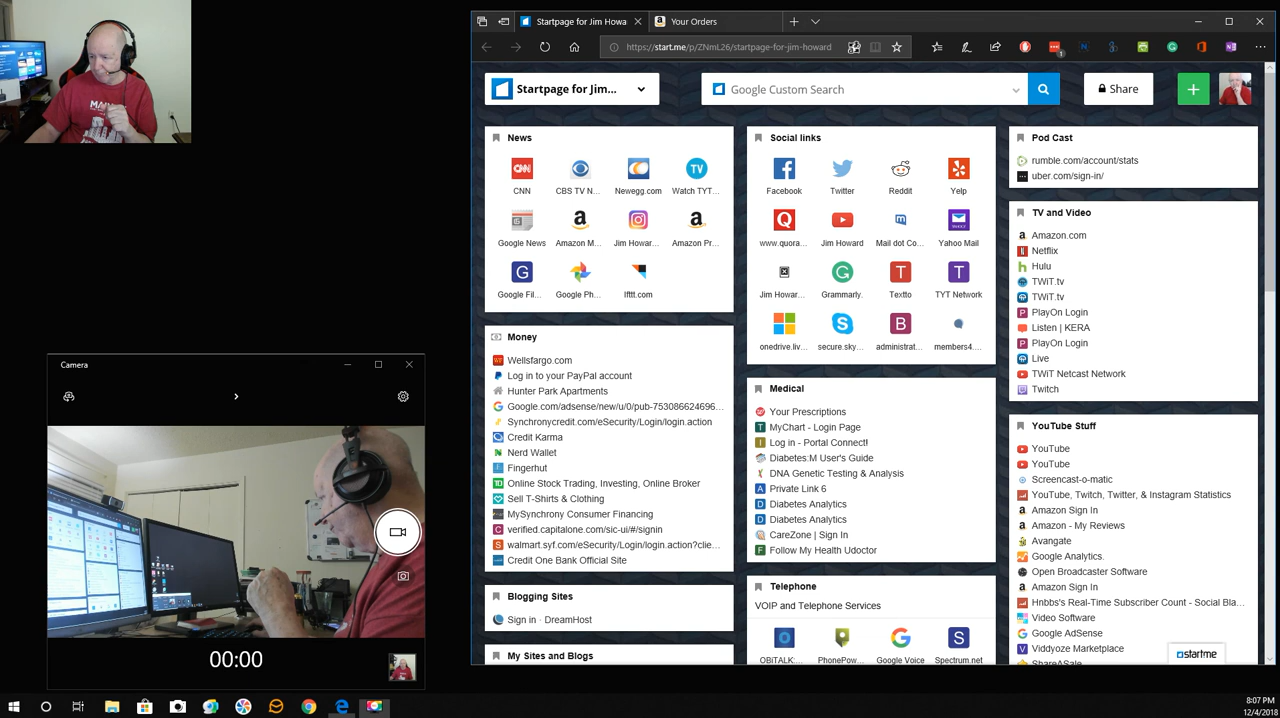 Startpage for Jim Howa
Your Orders
https://start.me/p/ZNmL26/startpage-for-jim-howard
1
Startpage for Jim...
Google Custom Search
Share
News
CNN
CBS TV N...
Newegg.com
Watch TYT...
Google News
Amazon M...
Jim Howar...
Amazon Pr...
Google Fil...
Google Ph...
Ifttt.com
Money
Wellsfargo.com
Log in to your PayPal account
Hunter Park Apartments
Google.com/adsense/new/u/0/pub-753086624696...
Synchronycredit.com/eSecurity/Login/login.action
Credit Karma
Nerd Wallet
Fingerhut
Online Stock Trading, Investing, Online Broker
Sell T-Shirts & Clothing
MySynchrony Consumer Financing
verified.capitalone.com/sic-ui/#/signin
walmart.syf.com/eSecurity/Login/login.action?clie...
Credit One Bank Official Site
Blogging Sites
Sign in · DreamHost
My Sites and Blogs
Social links
Facebook
Twitter
Reddit
Yelp
www.quora...
Jim Howard
Mail dot Co...
Yahoo Mail
Jim Howar...
Grammarly.
Textto
TYT Network
onedrive.liv...
secure.sky...
administrat...
members4....
Medical
Your Prescriptions
MyChart - Login Page
Log in - Portal Connect!
Diabetes:M User's Guide
DNA Genetic Testing & Analysis
Private Link 6
Diabetes Analytics
Diabetes Analytics
CareZone | Sign In
Follow My Health Udoctor
Telephone
VOIP and Telephone Services
OBiTALK:...
PhonePow...
Google Voice
Spectrum.net
Pod Cast
rumble.com/account/stats
uber.com/sign-in/
TV and Video
Amazon.com
Netflix
Hulu
TWiT.tv
TWiT.tv
PlayOn Login
Listen | KERA
PlayOn Login
Live
TWiT Netcast Network
Twitch
YouTube Stuff
YouTube
YouTube
Screencast-o-matic
YouTube, Twitch, Twitter, & Instagram Statistics
Amazon Sign In
Amazon - My Reviews
Avangate
Google Analytics.
Open Broadcaster Software
Amazon Sign In
Hnbbs's Real-Time Subscriber Count - Social Bla...
Video Software
Google AdSense
Viddyoze Marketplace
ShareASale
startme
Camera
00:00
8:07 PM
12/4/2018